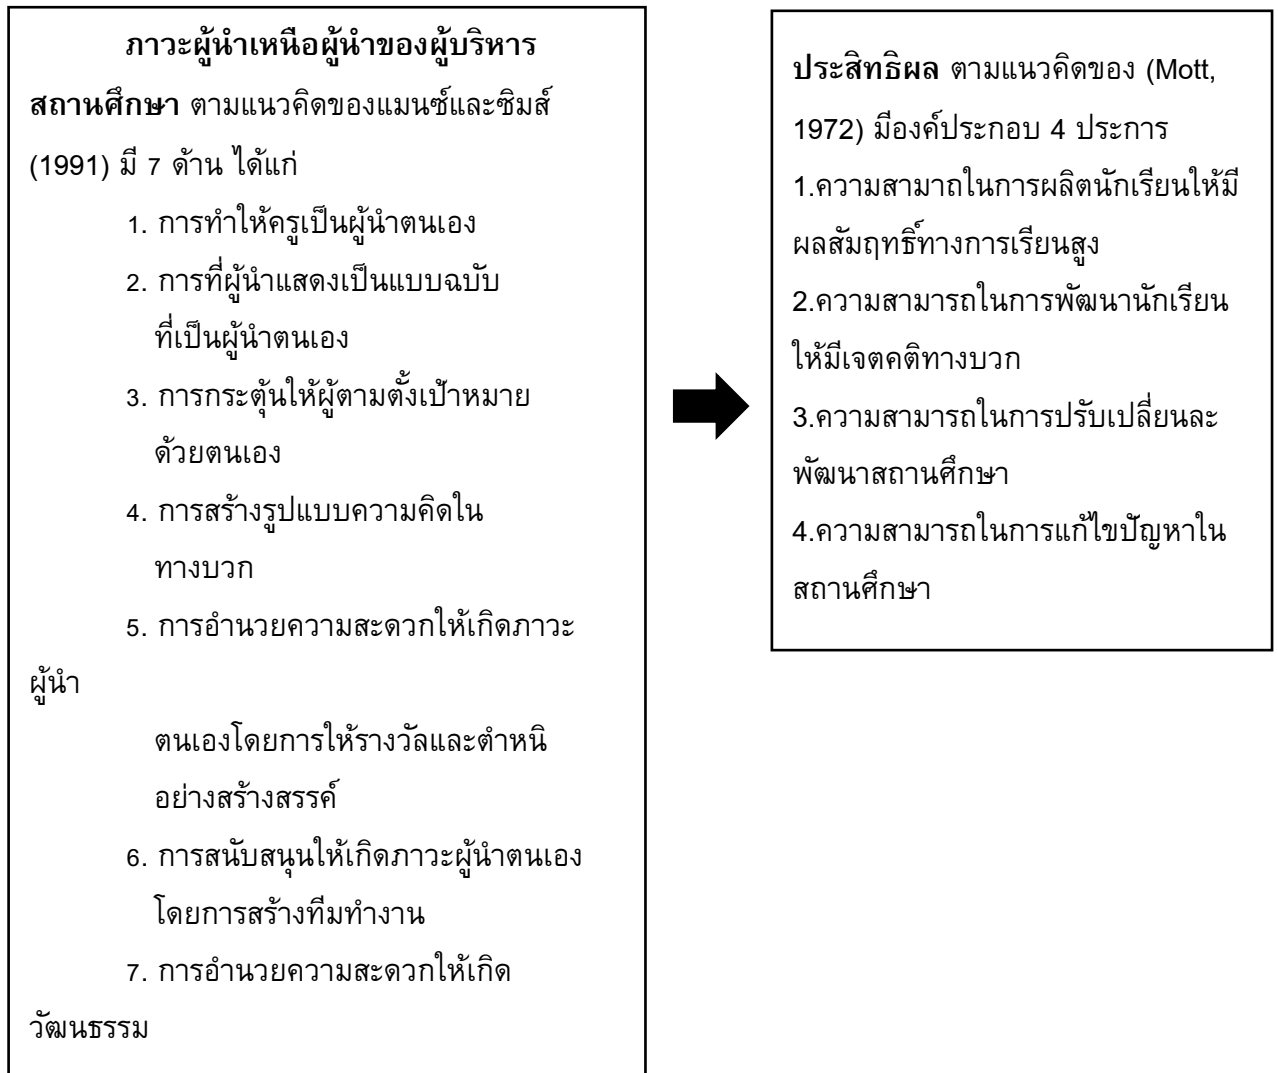 ภาวะผู้นำเหนือผู้นำของผู้บริหาร
สถานศึกษา ตามแนวคิดของแมนซ์และซิมส์
(1991) มี 7 ด้าน ได้แก่
1. การทำให้ครูเป็นผู้นำตนเอง
2. การที่ผู้นำแสดงเป็นแบบฉบับ
ที่เป็นผู้นำตนเอง
3. การกระตุ้นให้ผู้ตามตั้งเป้าหมาย
ด้วยตนเอง
4. การสร้างรูปแบบความคิดใน
ทางบวก
5. การอำนวยความสะดวกให้เกิดภาวะ
ผู้นำ
ตนเองโดยการให้รางวัลและตำหนิ
อย่างสร้างสรรค์
6. การสนับสนุนให้เกิดภาวะผู้นำตนเอง
โดยการสร้างทีมทำงาน
7. การอำนวยความสะดวกให้เกิด
วัฒนธรรม
ประสิทธิผล ตามแนวคิดของ (Mott,
1972) มีองค์ประกอบ 4 ประการ
1.ความสามาถในการผลิตนักเรียนให้มี
ผลสัมฤทธิ์ทางการเรียนสูง
2.ความสามารถในการพัฒนานักเรียน
ให้มีเจตคติทางบวก
3.ความสามารถในการปรับเปลี่ยนละ
พัฒนาสถานศึกษา
4.ความสามารถในการแก้ไขปัญหาใน
สถานศึกษา